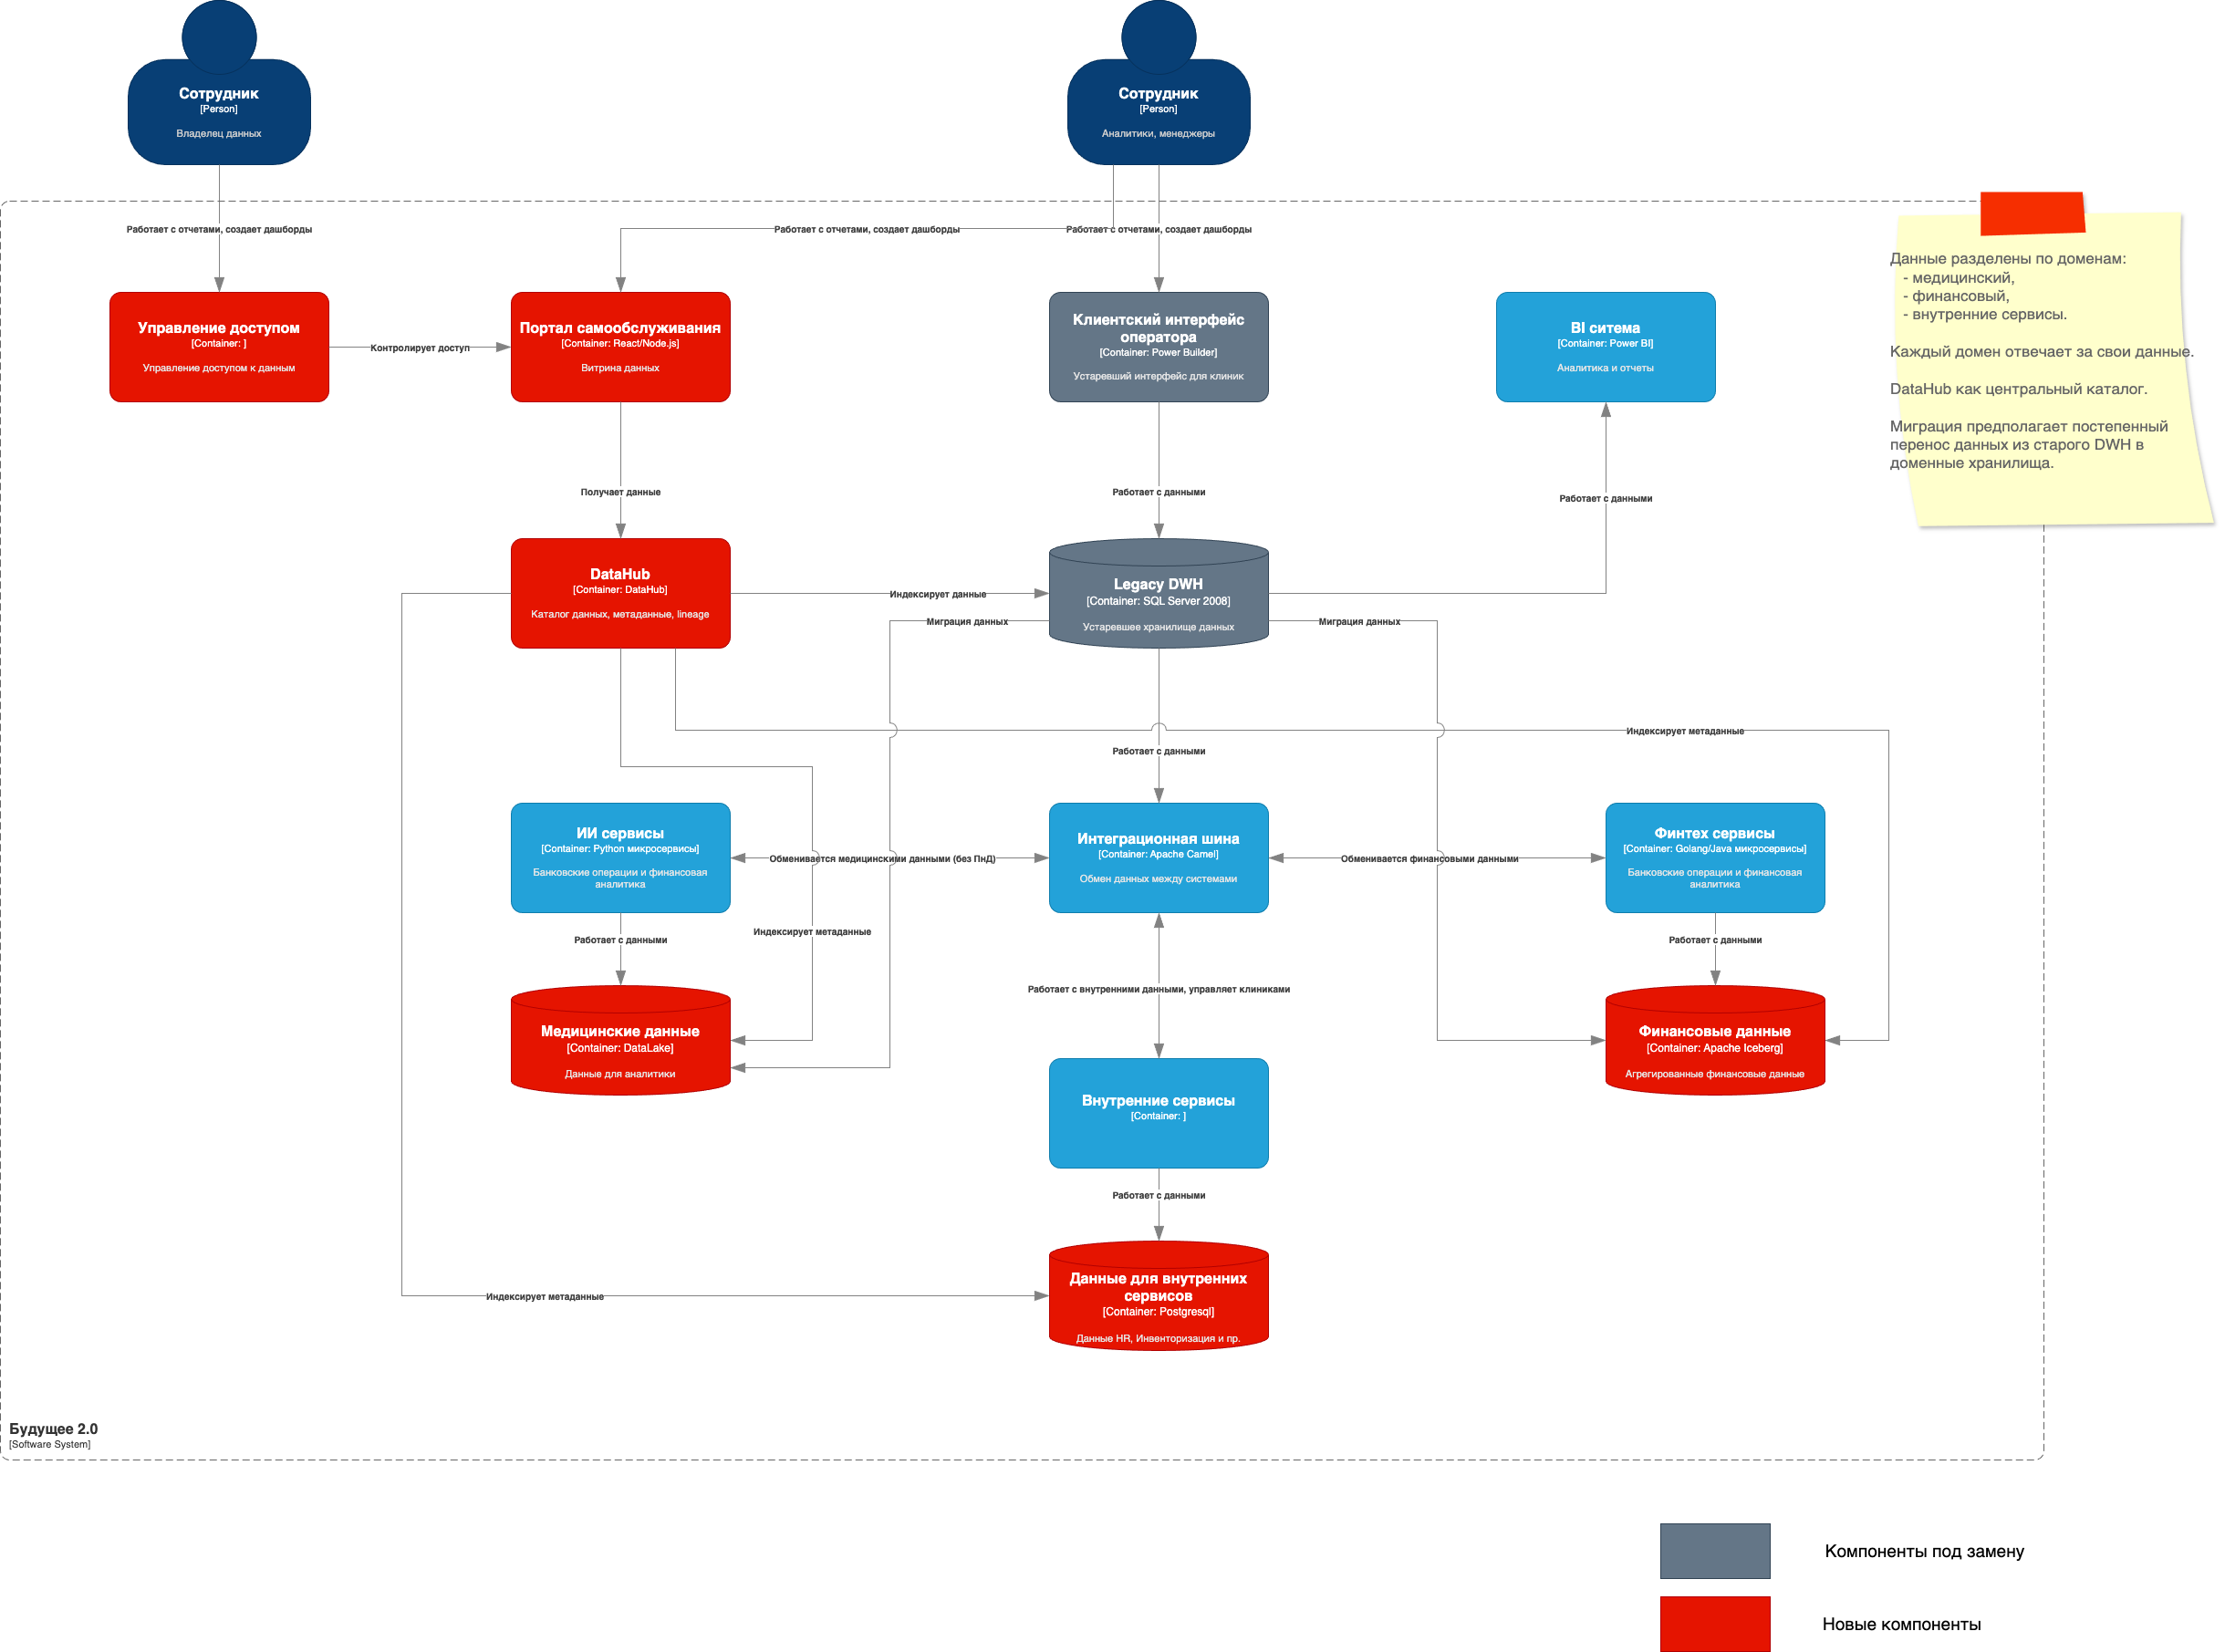 Сотрудник
[Person]
Владелец данных
Сотрудник
[Person]
Аналитики, менеджеры
Работает с отчетами, создает дашборды
Работает с отчетами, создает дашборды
Работает с отчетами, создает дашборды
Данные разделены по доменам:
- медицинский,
- финансовый,
- внутренние сервисы.
Каждый домен отвечает за свои данные.
DataHub как центральный каталог.
Миграция предполагает постепенный
перенос данных из старого DWH в
доменные хранилища.
Управление доступом
[Container: ]
Управление доступом к данным
Контролирует доступ
Портал самообслуживания
[Container: React/Node.js]
Витрина данных
Клиентский интерфейс
оператора
[Container: Power Builder]
Устаревший интерфейс для клиник
BI ситема
[Container: Power BI]
Аналитика и отчеты
Получает данные
Работает с данными
Работает с данными
DataHub
[Container: DataHub]
Каталог данных, метаданные, lineage
Индексирует данные
Legacy DWH
[Container: SQL Server 2008]
Устаревшее хранилище данных
Миграция данных
Миграция данных
Индексирует метаданные
Работает с данными
ИИ сервисы
[Container: Python микросервисы]
Банковские операции и финансовая
аналитика
Обменивается медицинскими данными (без ПнД)
Интеграционная шина
[Container: Apache Camel]
Обмен данных между системами
Обменивается финансовыми данными
Финтех сервисы
[Container: Golang/Java микросервисы]
Банковские операции и финансовая
аналитика
Работает с данными
Индексирует метаданные
Работает с данными
Работает с внутренними данными, управляет клиниками
Медицинские данные
[Container: DataLake]
Данные для аналитики
Финансовые данные
[Container: Apache Iceberg]
Агрегированные финансовые данные
Внутренние сервисы
[Container: ]
Работает с данными
Индексирует метаданные
Данные для внутренних
сервисов
[Container: Postgresql]
Данные HR, Инвенторизация и пр.
Будущее 2.0
[Software System]
Компоненты под замену
Новые компоненты